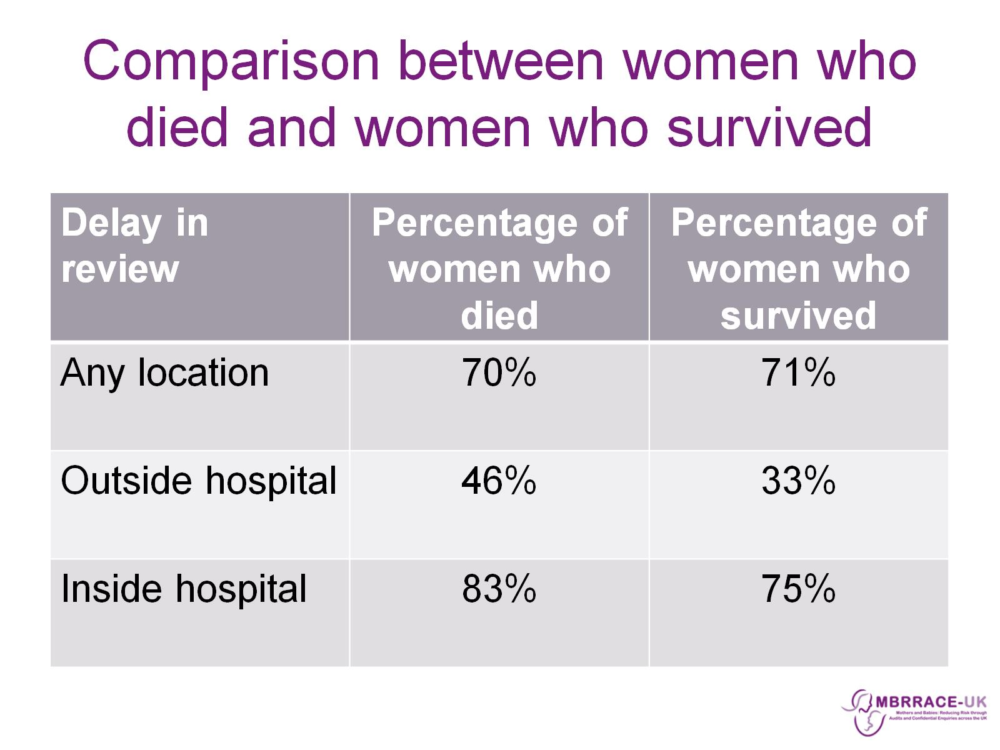 Comparison between women who
died and women who survived
Delay in
review
Percentage of
women who
died
Percentage of
women who
survived
Any location
70%
71%
Outside hospital
46%
33%
Inside hospital
83%
75%
MBRRACE-UK
Mothers and Babies: Reducing Risk through
Audits and Confidential Enquiries across the UK